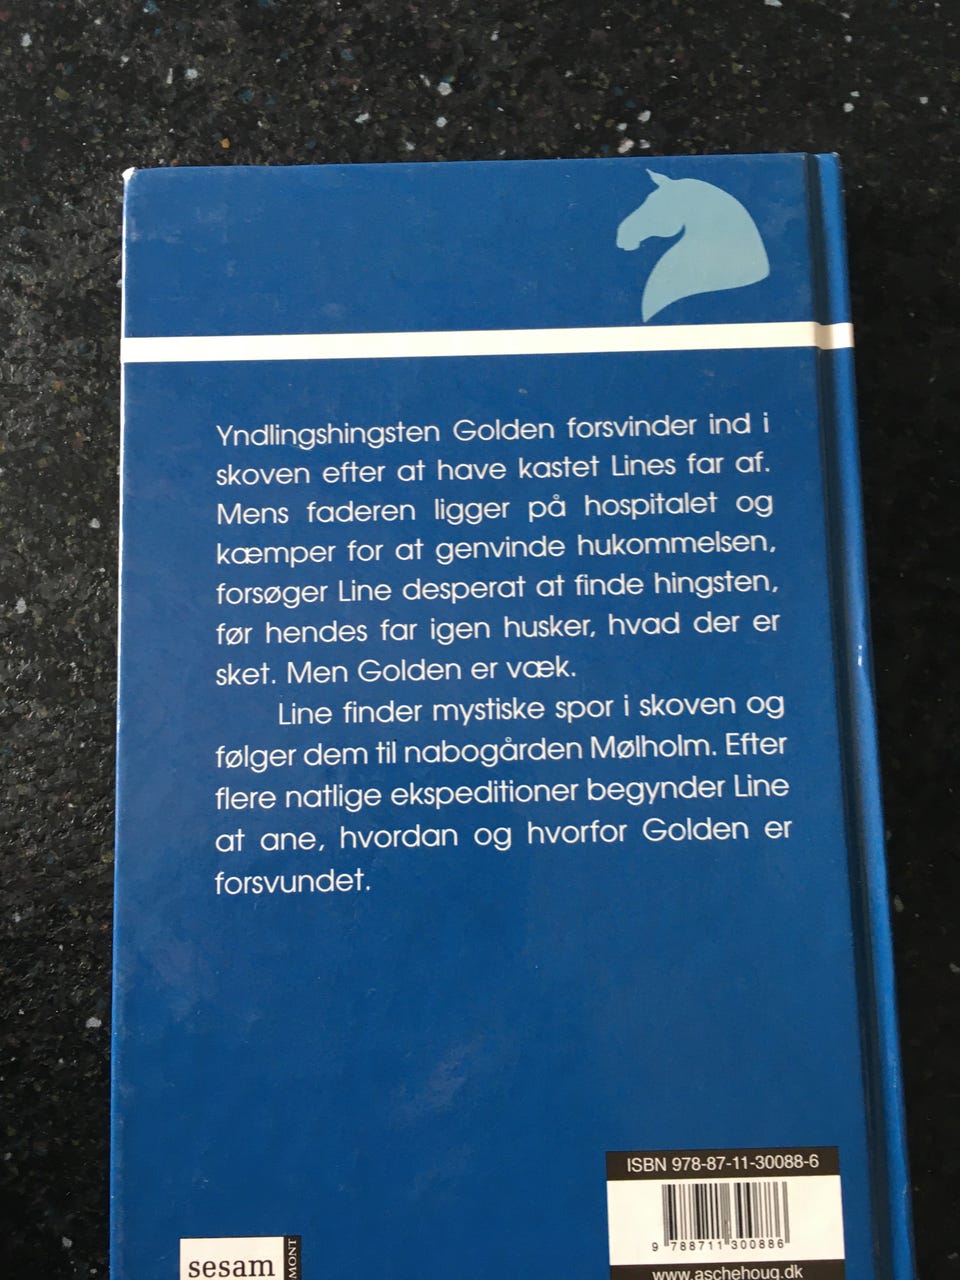 Yndlingshingsten Golden forsvinder ind i
skoven efter at have kastet Lines far af.
Mens faderen ligger på hospitalet og
kæmper for at genvinde hukommelsen,
forsøger Line desperat at finde hingsten,
før hendes far igen husker, hvad der er
sket. Men Golden er væk.
Line finder mystiske spor i skoven og
følger dem til nabogården Mølholm. Efter
flere natlige ekspeditioner begynder Line
at ane, hvordan og hvorfor Golden er
forsvundet.
ISBN 978-87-11-30088-6
9 788711 300886
www.aschehoug.dk
sesam
MONT